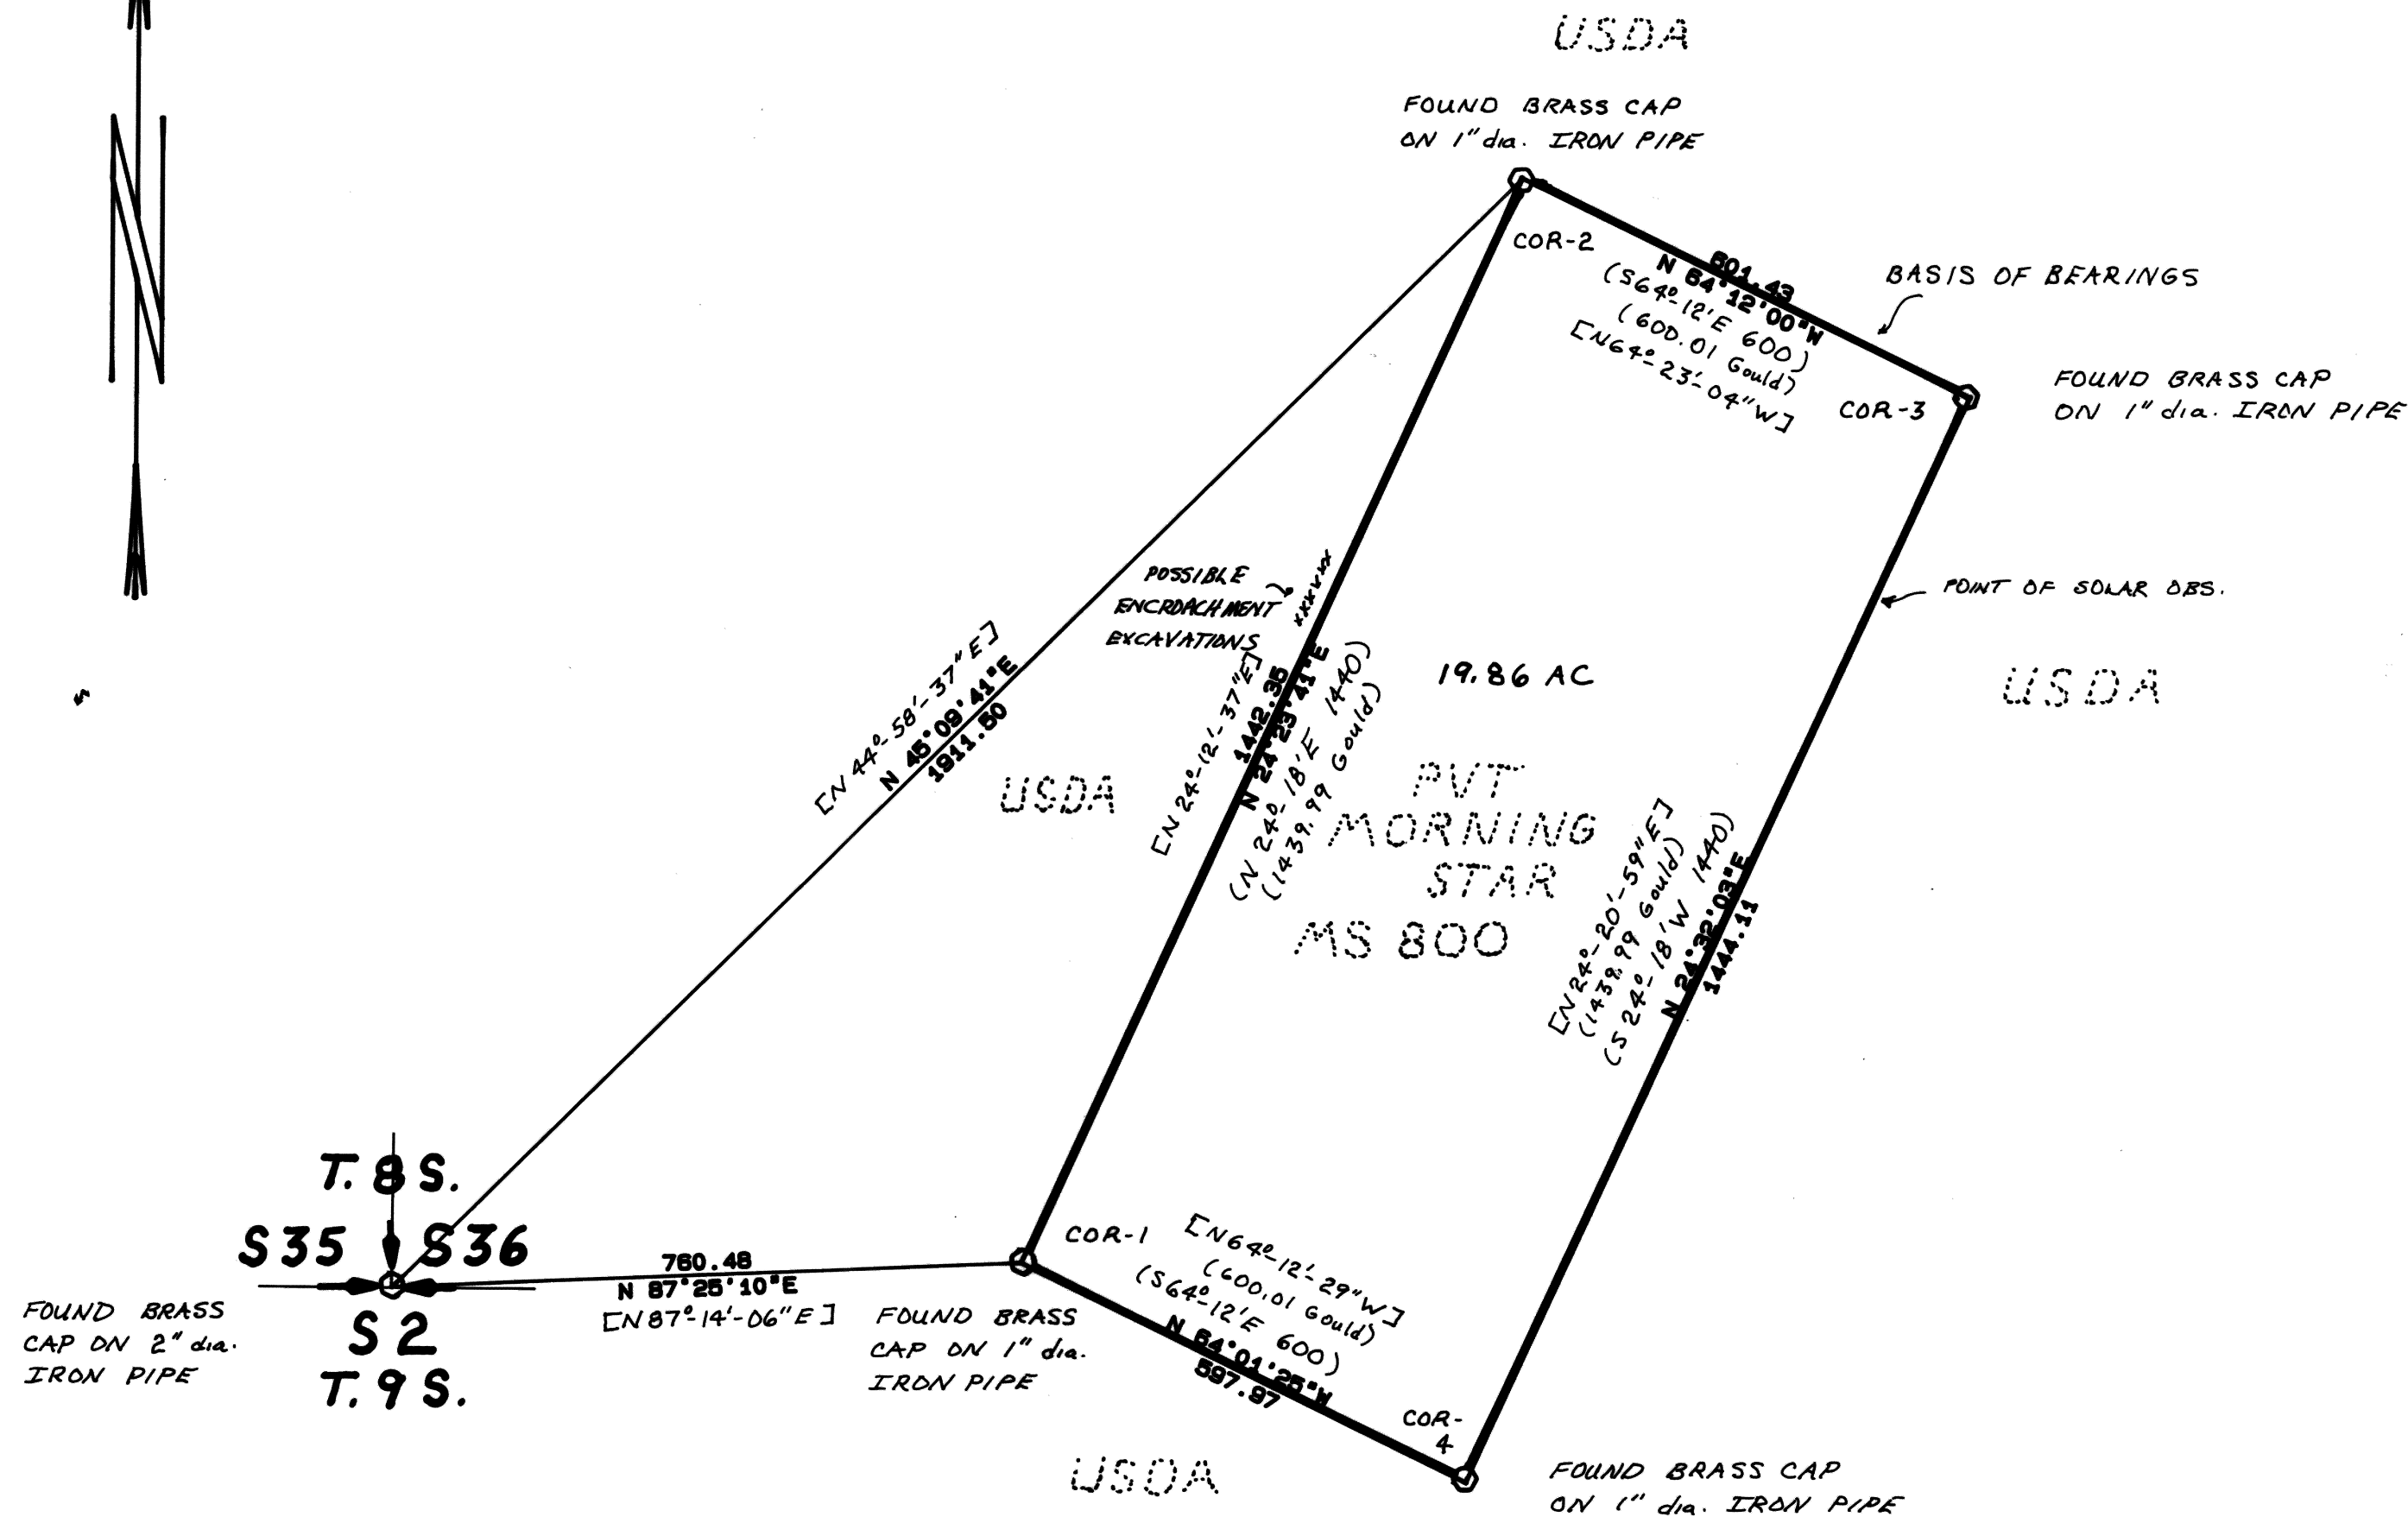 N
USDA
FOUND BRASS CAP
ON 1" dia. IRON PIPE
COR-2
601.43
N 64°12'00"W
(S64°-12'E 600)
(600.01 Gould)
[N64°-23'-04"W]
BASIS OF BEARINGS
COR-3
FOUND BRASS CAP
ON 1" dia. IRON PIPE
POINT OF SOLAR OBS.
USDA
POSSIBLE
ENCROACHMENT
EXCAVATIONS
xxxxxx
[N 44°-58'-37"E]
N 45°09'41"E
1911.50
USDA
[N 24°-12'-37"E]
1442.35
N 24°23'41"E
(N 24°-18'E 1440)
(1439.99 Gould)
19.86 AC
PVT
MORNING
STAR
MS 800
[N24°-20'-59"E]
(1439.99 Gould)
(S 24°-18'W 1440)
N 24°32'03"E
1444.11
T. 8 S.
S35 S36
S 2
T. 9 S.
FOUND BRASS
CAP ON 2" dia.
IRON PIPE
760.48
N 87°25'10"E
[N87°-14'-06"E]
COR-1
FOUND BRASS
CAP ON 1" dia.
IRON PIPE
[N64°-12'-29"W]
(600.01 Gould)
(S64°-12'E 600)
N 64°01'25"W
597.97
COR-
4
USDA
FOUND BRASS CAP
ON 1" dia. IRON PIPE